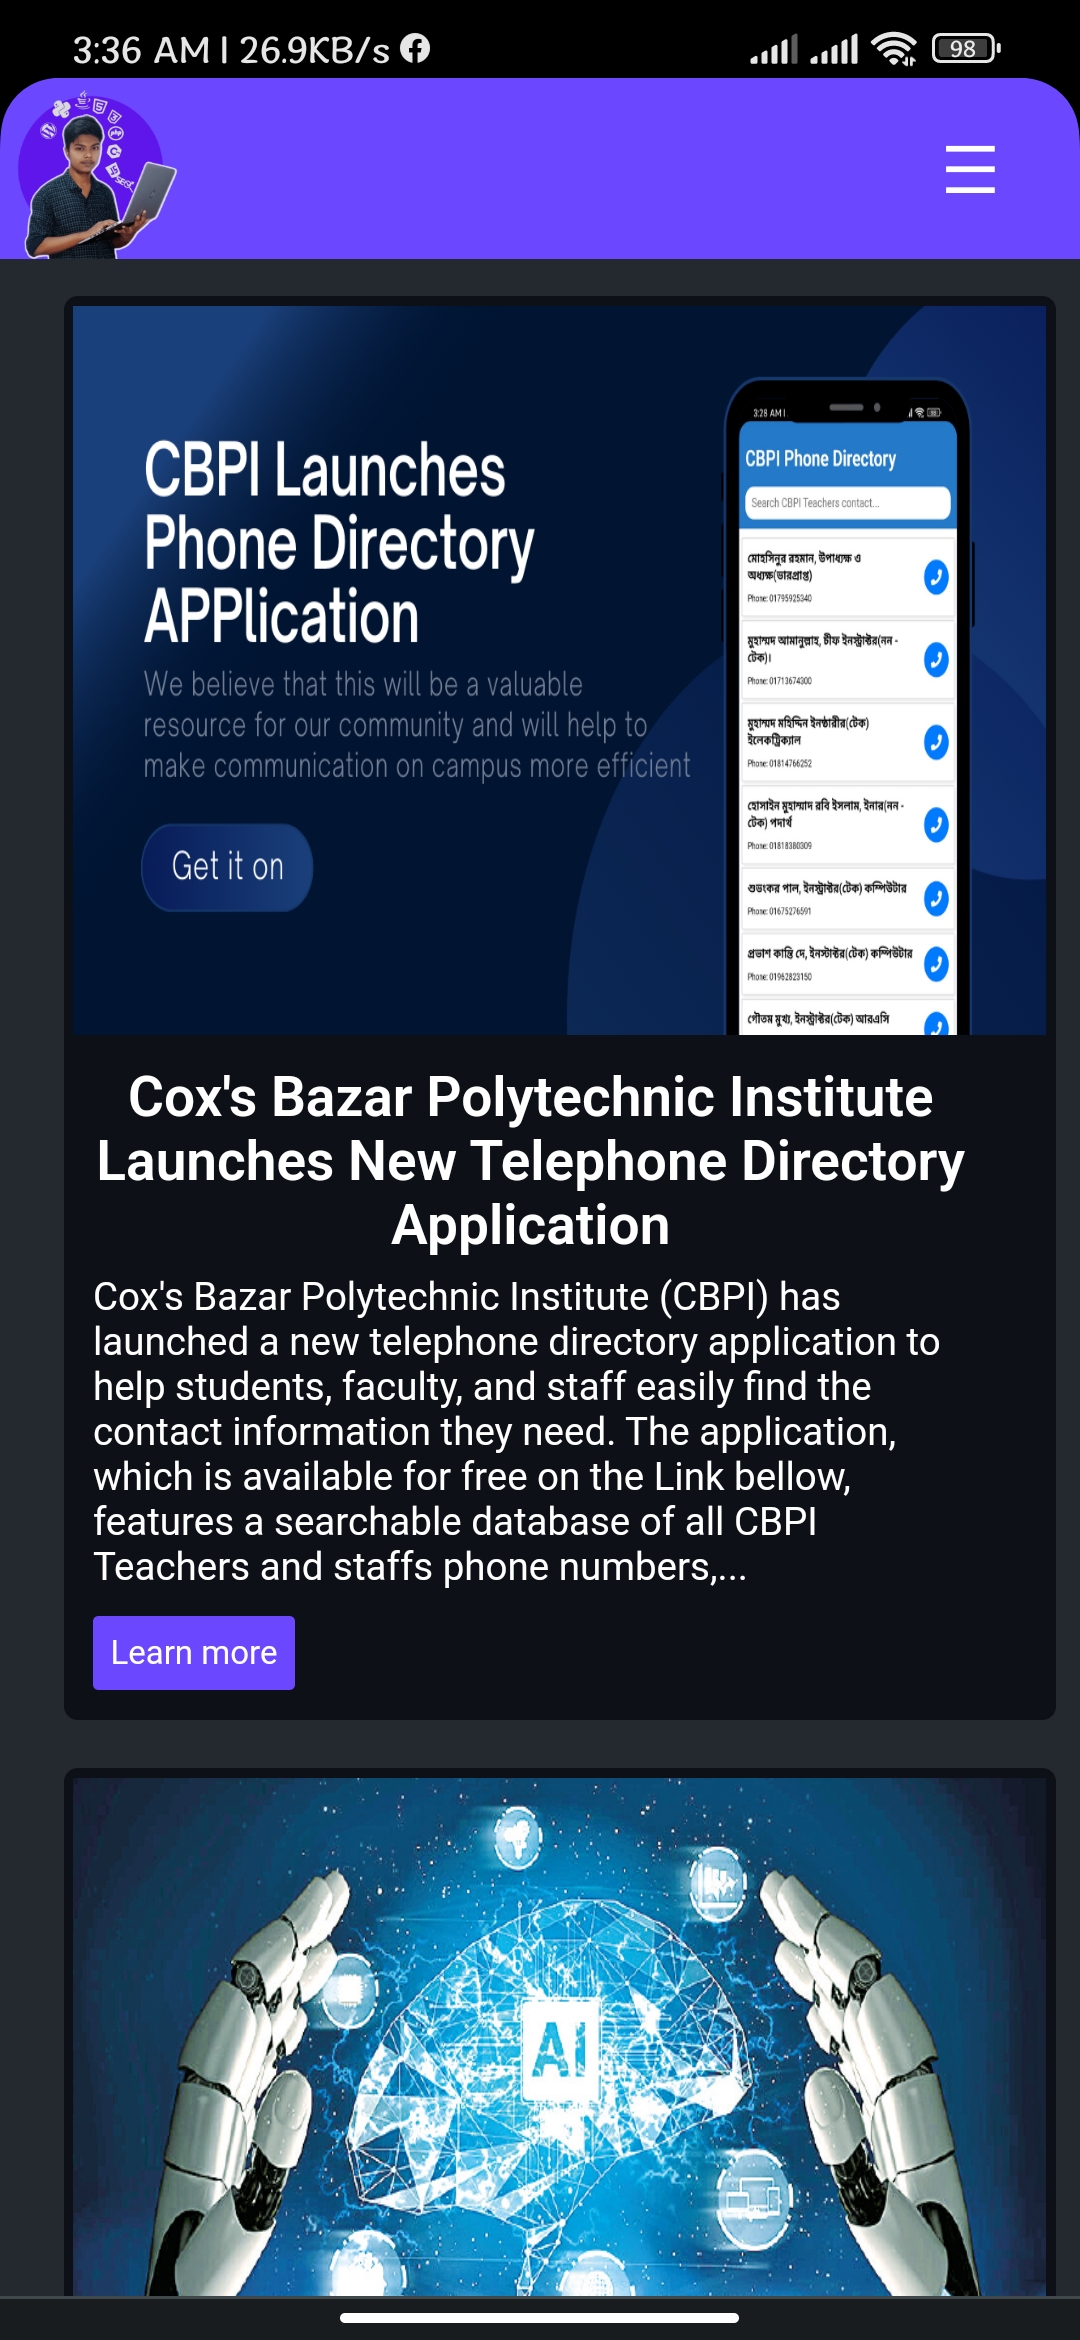 3:36 AM | 26.9KB/s
98
CBPI Launches
Phone Directory
APPlication
We believe that this will be a valuable
resource for our community and will help to
make communication on campus more efficient
Get it on
3:28 AM |
CBPI Phone Directory
Search CBPI Teachers contact...
মোহসিনুর রহমান, উপাধ্যক্ষ ও
অধ্যক্ষ(ভারপ্রাপ্ত)
Phone: 01795925340
মুহাম্মদ আমানুল্লাহ, চীফ ইনস্ট্রাক্টর(নন -
টেক)।
Phone: 01713674300
মুহাম্মদ মহিদ্দিন
ইলেকট্রিক্যাল
Phone: 01814766252
হোসাইন মুহাম্মাদ রবি ইসলাম, ইনার(নন -
টেক) পদার্থ
Phone: 01818380309
শুভংকর পাল, ইনস্ট্রাক্টর(টেক) কম্পিউটার
Phone: 01675276591
প্রভাশ কান্তি দে, ইনস্টাক্টর(টেক) কম্পিউটার
Phone: 01962823150
গৌতম মুখ্য, ইনস্ট্রাক্টর(টেক) আরএসি
Cox's Bazar Polytechnic Institute
Launches New Telephone Directory
Application
Cox's Bazar Polytechnic Institute (CBPI) has
launched a new telephone directory application to
help students, faculty, and staff easily find the
contact information they need. The application,
which is available for free on the Link bellow,
features a searchable database of all CBPI
Teachers and staffs phone numbers,...
Learn more
AI